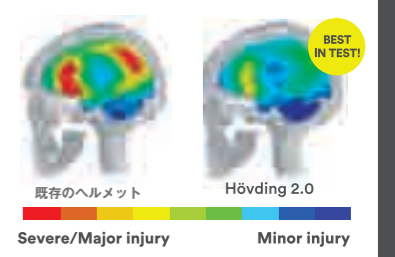 BEST
IN TEST!
既存のヘルメット
Hövding 2.0
Severe/Major injury
Minor injury